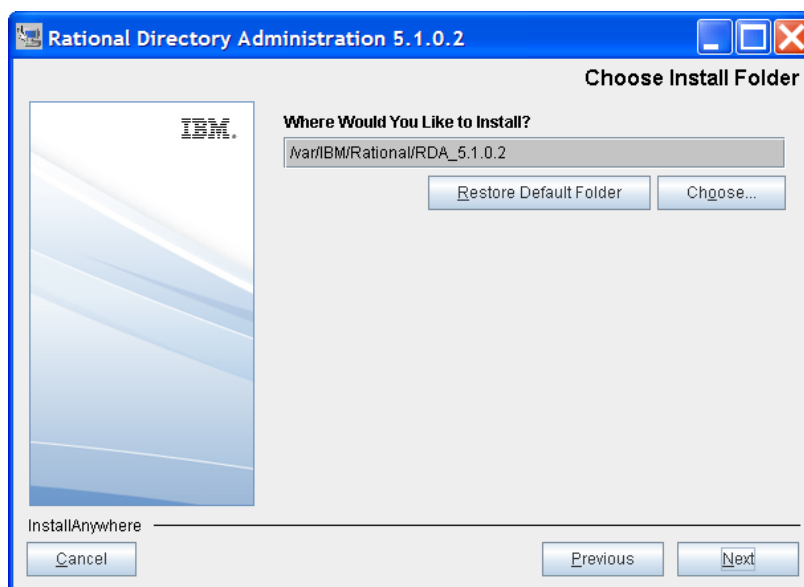 Rational Directory Administration 5.1.0.2
Choose Install Folder
IBM.
Where Would You Like to Install?
/var/IBM/Rational/RDA_5.1.0.2
Restore Default Folder
Choose...
InstallAnywhere
Cancel
Previous
Next